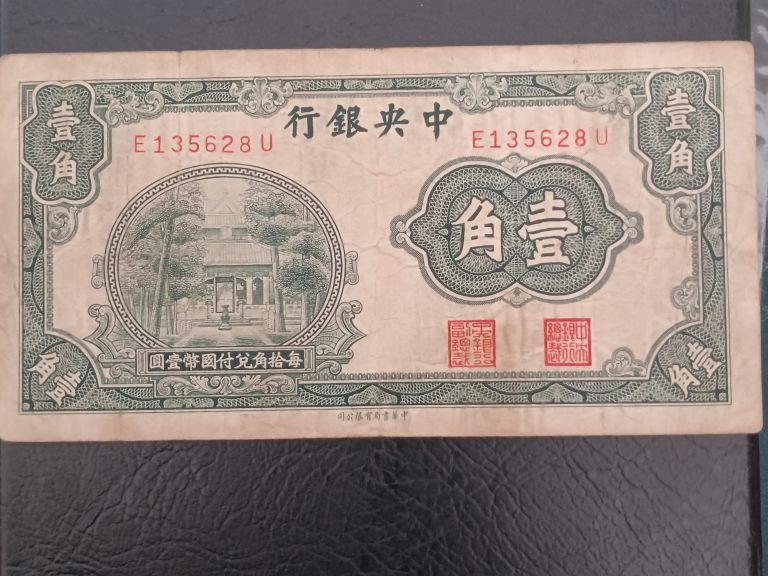 行銀央中
壹角
壹角
E135628U
E135628U
壹角
圓壹幣國付兌角拾每
壹角
壹角
司公限有局書華中